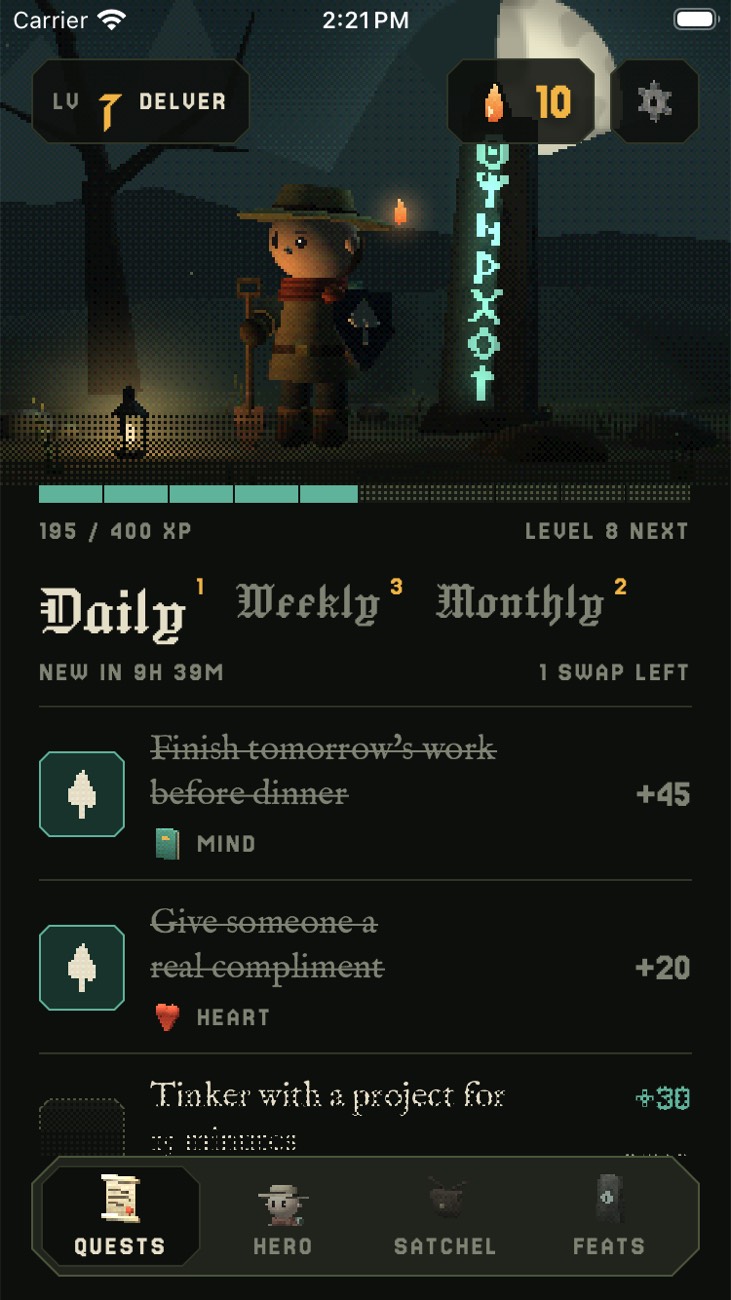 Carrier
2:21 PM
LV 7 DELVER
10
195 / 400 XP
LEVEL 8 NEXT
Daily 1 Weekly 3 Monthly 2
NEW IN 9H 39M
1 SWAP LEFT
Finish tomorrow's work
before dinner
+45
MIND
Give someone a
real compliment
+20
HEART
Tinker with a project for
+30
minutes
QUESTS
HERO
SATCHEL
FEATS